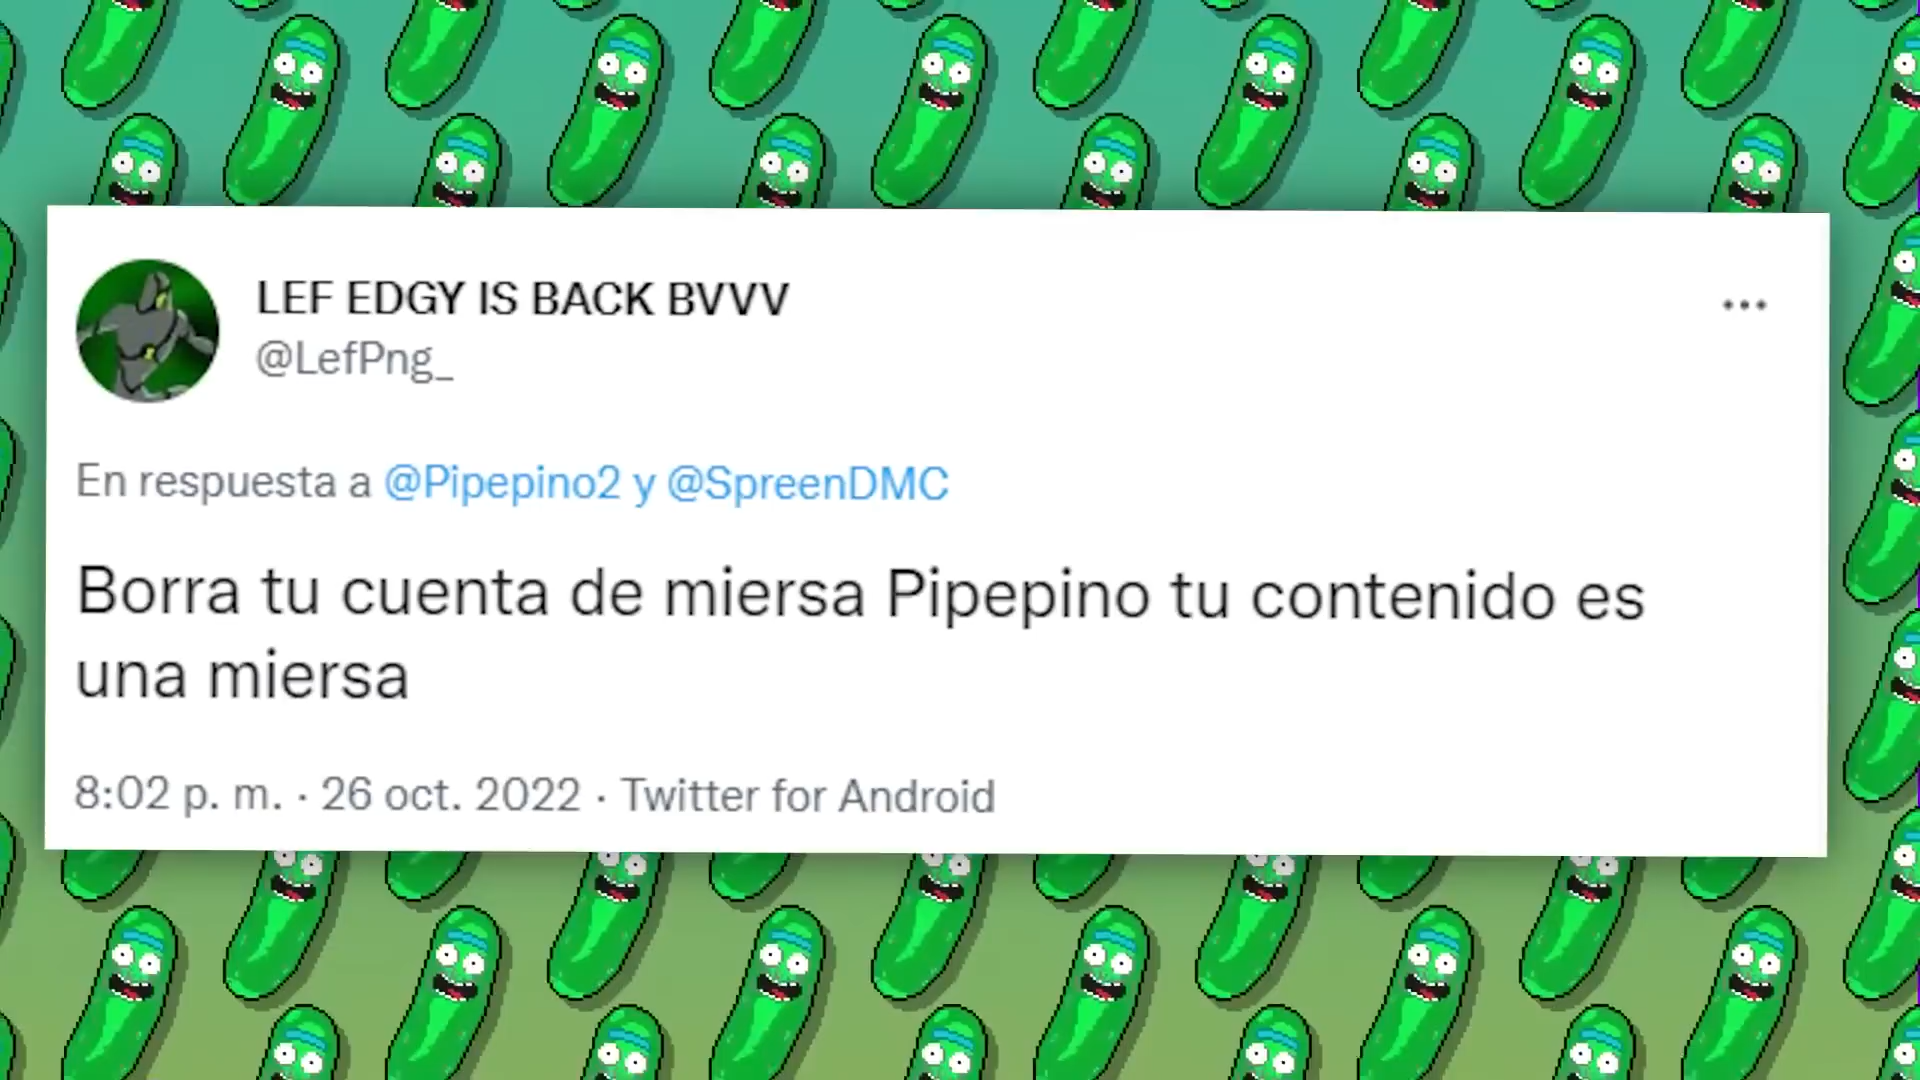 LEF EDGY IS BACK BVVV
@LefPng_
En respuesta a @Pipepino2 y @SpreenDMC
Borra tu cuenta de miersa Pipepino tu contenido es
una miersa
8:02 p. m. · 26 oct. 2022 · Twitter for Android